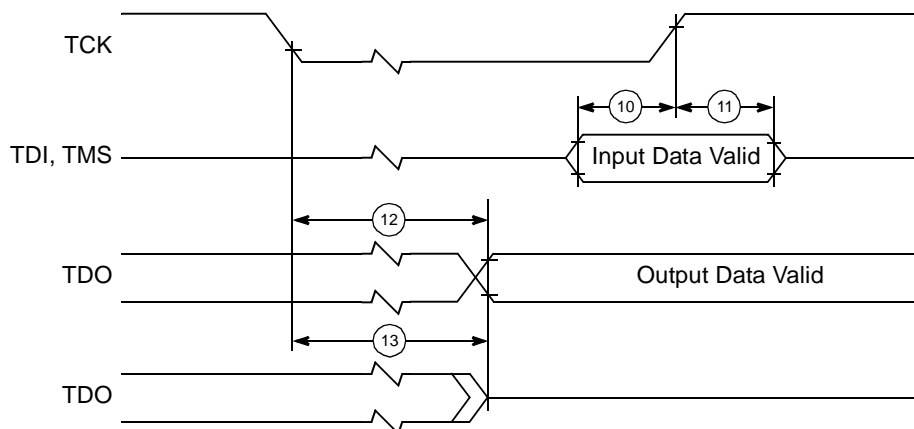 TCK
10
11
TDI, TMS
Input Data Valid
12
TDO
Output Data Valid
13
TDO